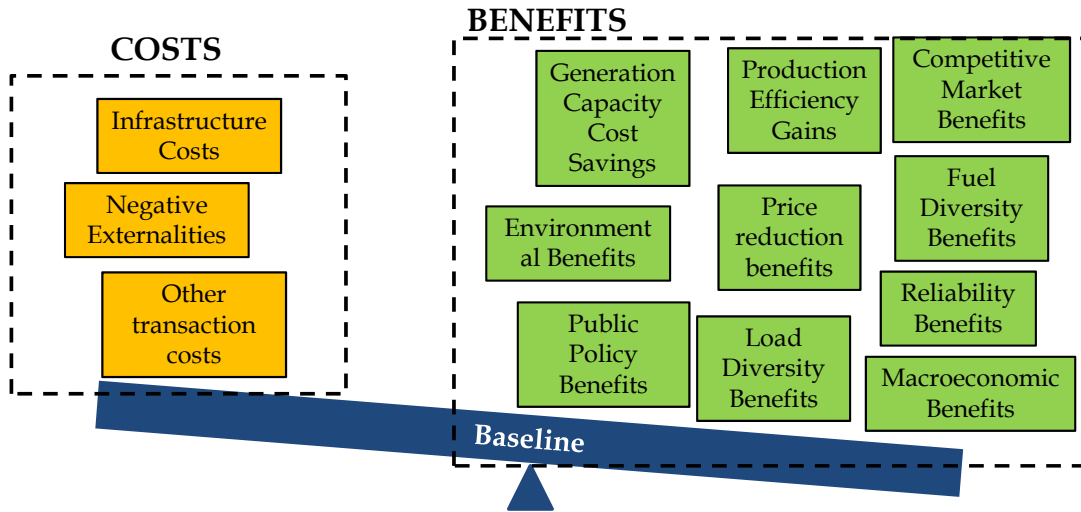 COSTS
Infrastructure
Costs
Negative
Externalities
Other
transaction
costs
BENEFITS
Generation
Capacity
Cost
Savings
Production
Efficiency
Gains
Competitive
Market
Benefits
Environment
al Benefits
Price
reduction
benefits
Fuel
Diversity
Benefits
Public
Policy
Benefits
Load
Diversity
Benefits
Reliability
Benefits
Macroeconomic
Benefits
Baseline